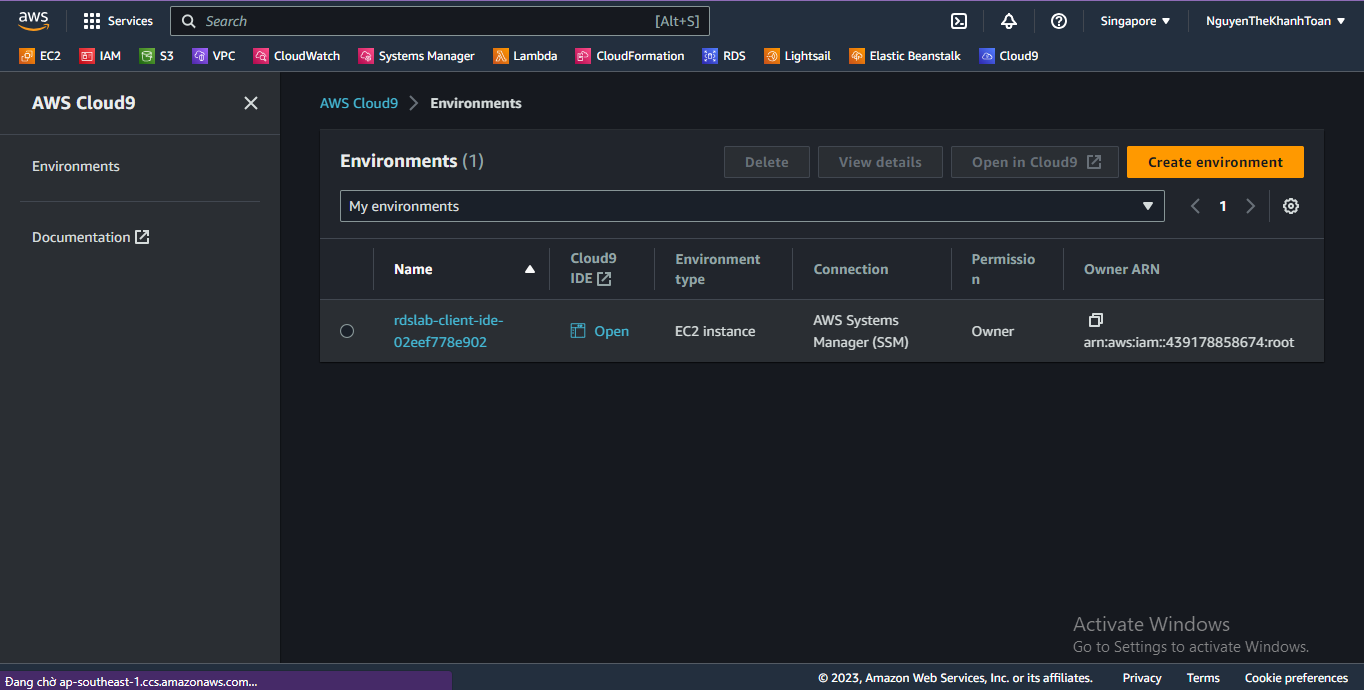 aws Services Search [Alt+S] Singapore NguyenTheKhanhToan
EC2 IAM S3 VPC CloudWatch Systems Manager Lambda CloudFormation RDS Lightsail Elastic Beanstalk Cloud9
AWS Cloud9
Environments
Documentation
AWS Cloud9 Environments
Environments (1) Delete View details Open in Cloud9 Create environment
My environments 1
Name Cloud9 IDE Environment type Connection Permissio n Owner ARN
rdslab-client-ide-
02eef778e902
Open
EC2 instance
AWS Systems
Manager (SSM)
Owner
arn:aws:iam::439178858674:root
Activate Windows
Go to Settings to activate Windows.
Đang chờ ap-southeast-1.ccs.amazonaws.com...
© 2023, Amazon Web Services, Inc. or its affiliates. Privacy Terms Cookie preferences